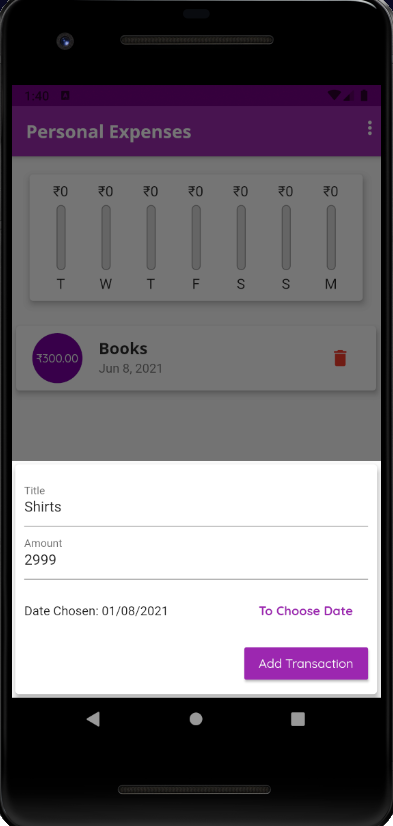 1:40
Personal Expenses
₹0 ₹0 ₹0 ₹0 ₹0 ₹0 ₹0
T W T F S S M
₹300.00
Books
Jun 8, 2021
Title
Shirts
Amount
2999
Date Chosen: 01/08/2021 To Choose Date
Add Transaction